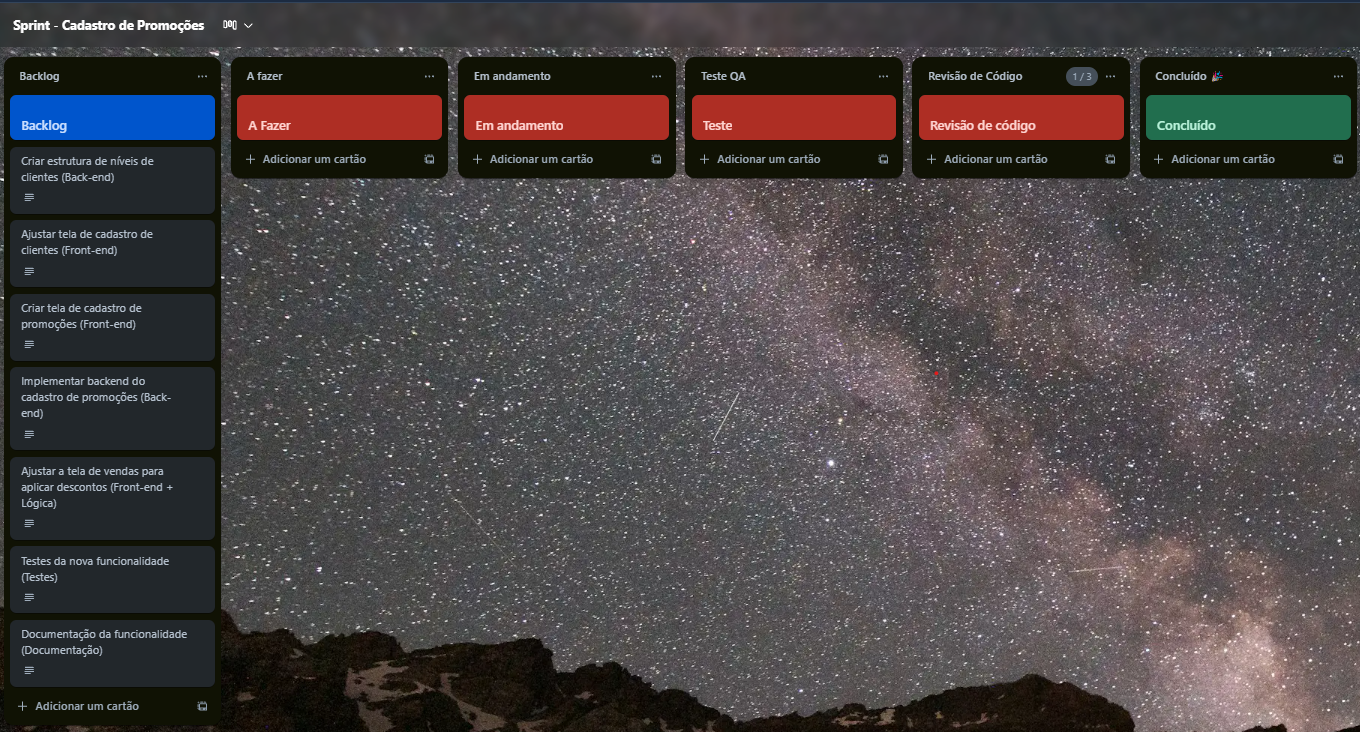 Sprint - Cadastro de Promoções
Backlog
Backlog
Criar estrutura de níveis de
clientes (Back-end)
Ajustar tela de cadastro de
clientes (Front-end)
Criar tela de cadastro de
promoções (Front-end)
Implementar backend do
cadastro de promoções (Back-
end)
Ajustar a tela de vendas para
aplicar descontos (Front-end +
Lógica)
Testes da nova funcionalidade
(Testes)
Documentação da funcionalidade
(Documentação)
+ Adicionar um cartão
A fazer
A Fazer
+ Adicionar um cartão
Em andamento
Em andamento
+ Adicionar um cartão
Teste QA
Teste
+ Adicionar um cartão
Revisão de Código 1 / 3
Revisão de código
+ Adicionar um cartão
Concluído 🎉
Concluído
+ Adicionar um cartão